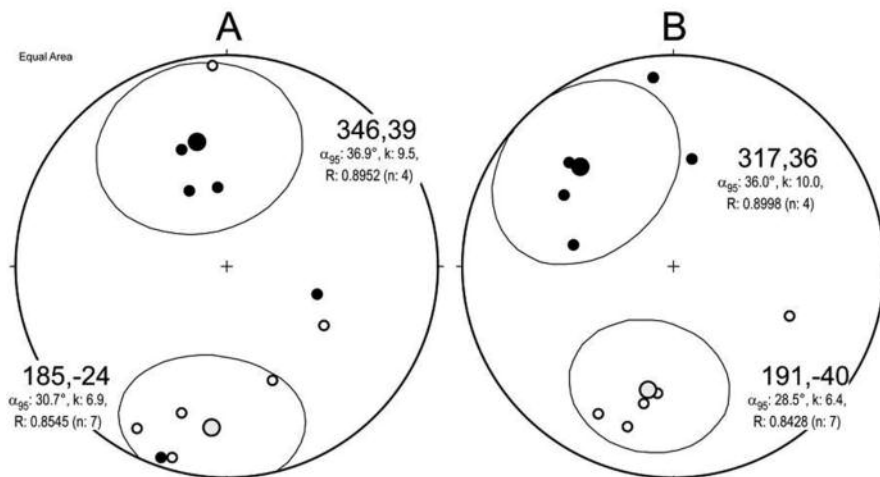 A
B
Equal Area
346,39
α95: 36.9°, k: 9.5,
R: 0.8952 (n: 4)
317,36
α95: 36.0°, k: 10.0,
R: 0.8998 (n: 4)
185,-24
α95: 30.7°, k: 6.9,
R: 0.8545 (n: 7)
191,-40
α95: 28.5°, k: 6.4,
R: 0.8428 (n: 7)